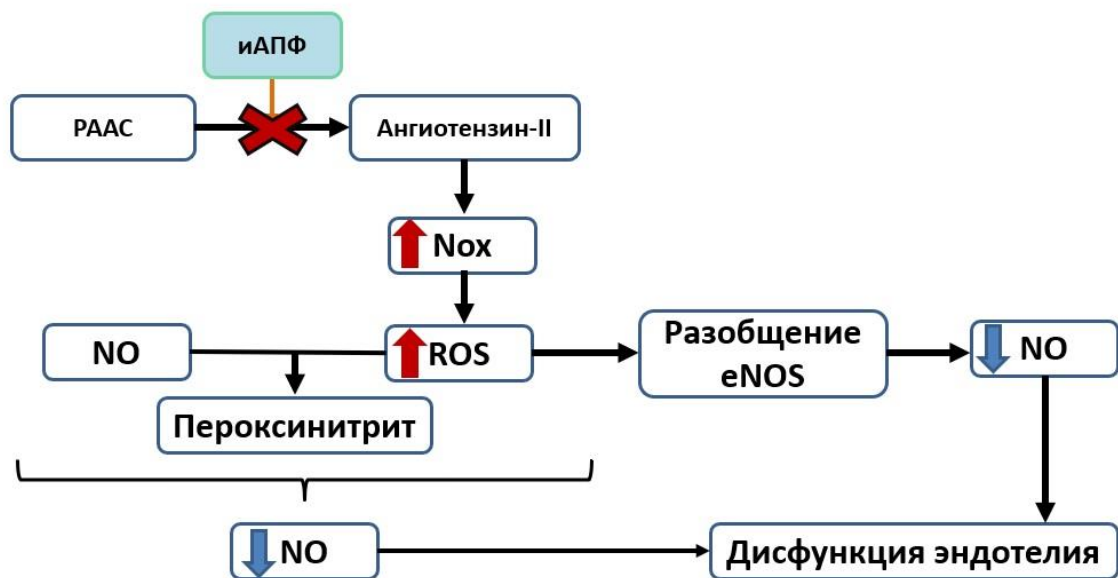 иАПФ
РААС
Ангиотензин-II
Nox
NO
ROS
Разобщение
eNOS
NO
Пероксинитрит
NO
Дисфункция эндотелия